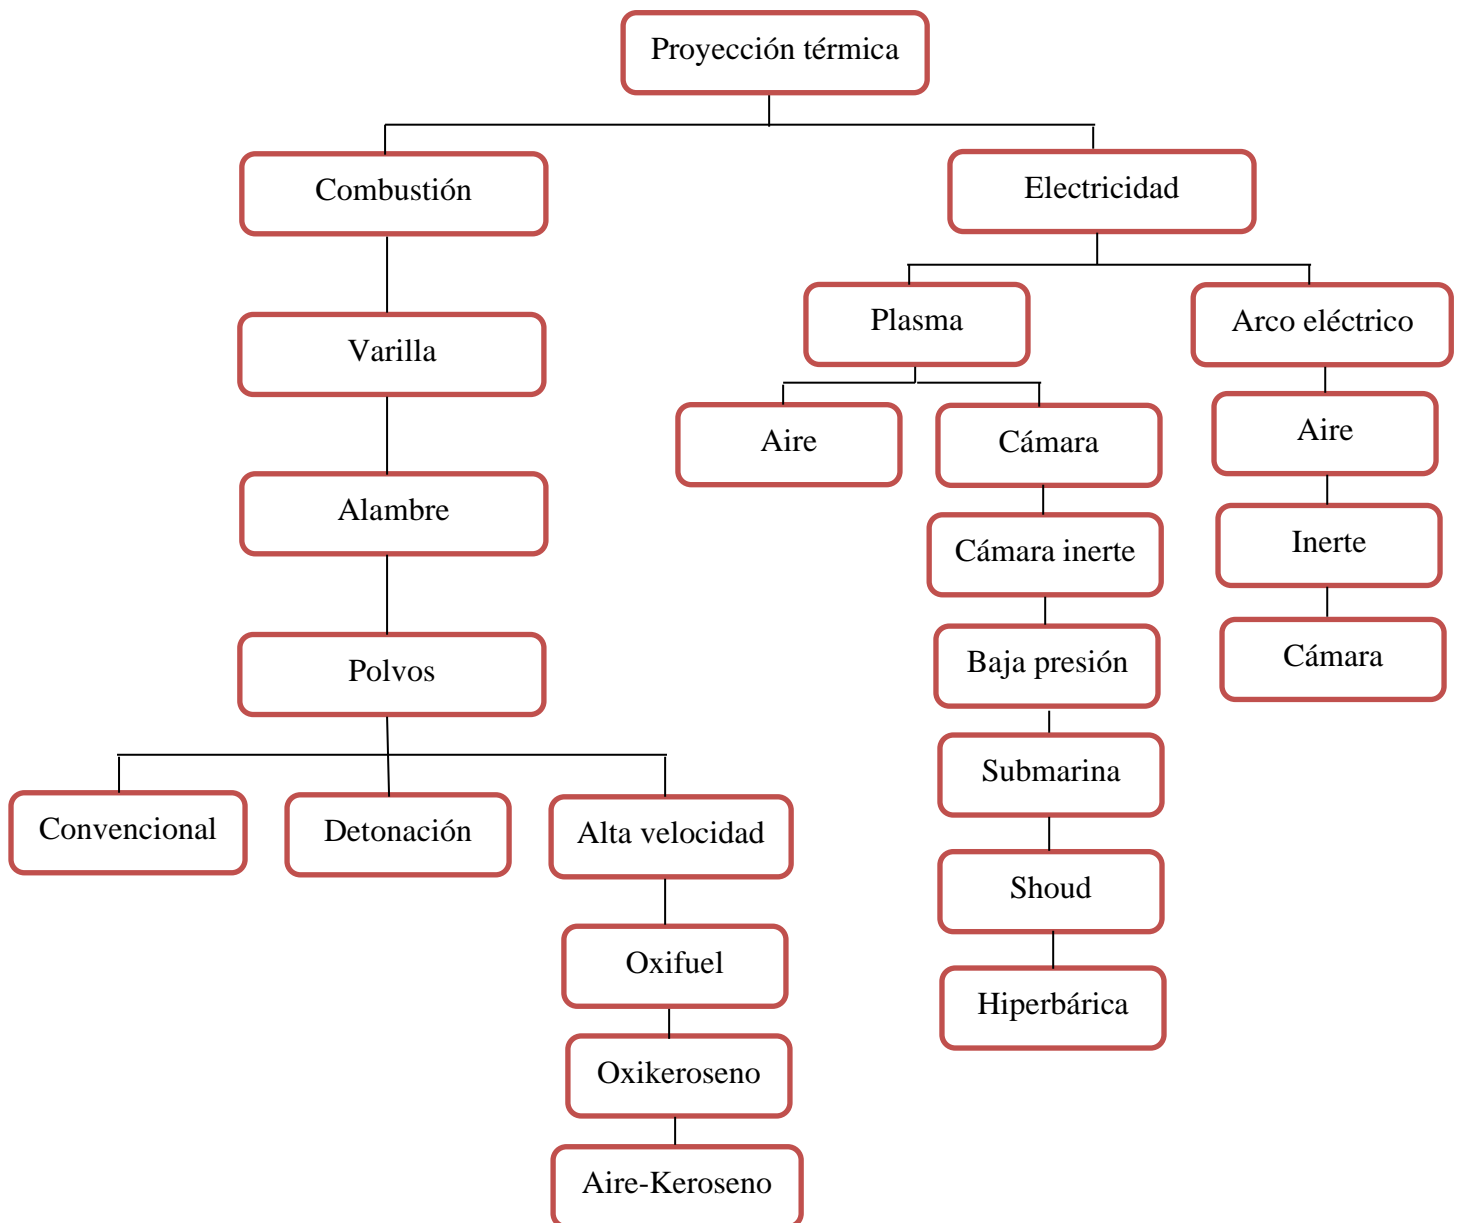 Proyección térmica
Combustión
Electricidad
Varilla
Plasma
Arco eléctrico
Aire
Cámara
Aire
Alambre
Cámara inerte
Inerte
Polvos
Baja presión
Cámara
Convencional
Detonación
Alta velocidad
Submarina
Shoud
Oxifuel
Hiperbárica
Oxikeroseno
Aire-Keroseno